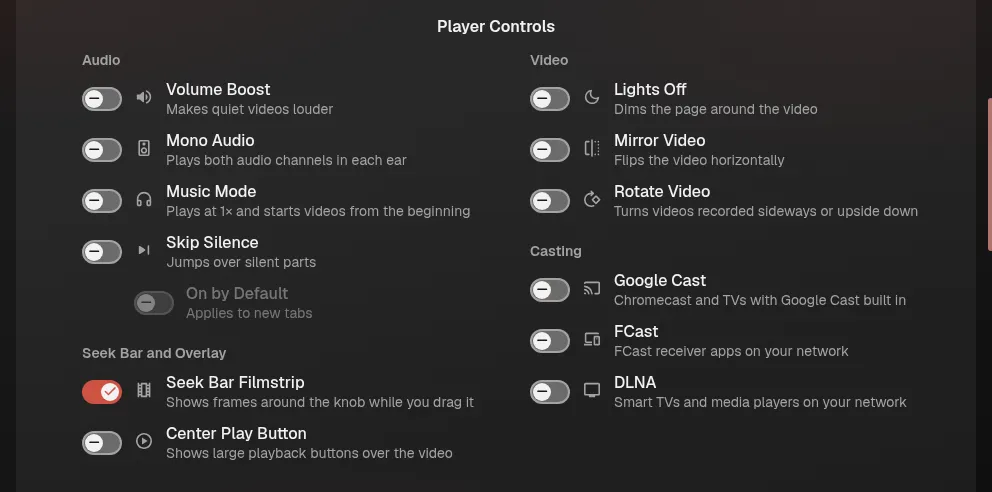 Player Controls
Audio
Volume Boost
Makes quiet videos louder
Mono Audio
Plays both audio channels in each ear
Music Mode
Plays at 1× and starts videos from the beginning
Skip Silence
Jumps over silent parts
On by Default
Applies to new tabs
Seek Bar and Overlay
Seek Bar Filmstrip
Shows frames around the knob while you drag it
Center Play Button
Shows large playback buttons over the video
Video
Lights Off
Dims the page around the video
Mirror Video
Flips the video horizontally
Rotate Video
Turns videos recorded sideways or upside down
Casting
Google Cast
Chromecast and TVs with Google Cast built in
FCast
FCast receiver apps on your network
DLNA
Smart TVs and media players on your network